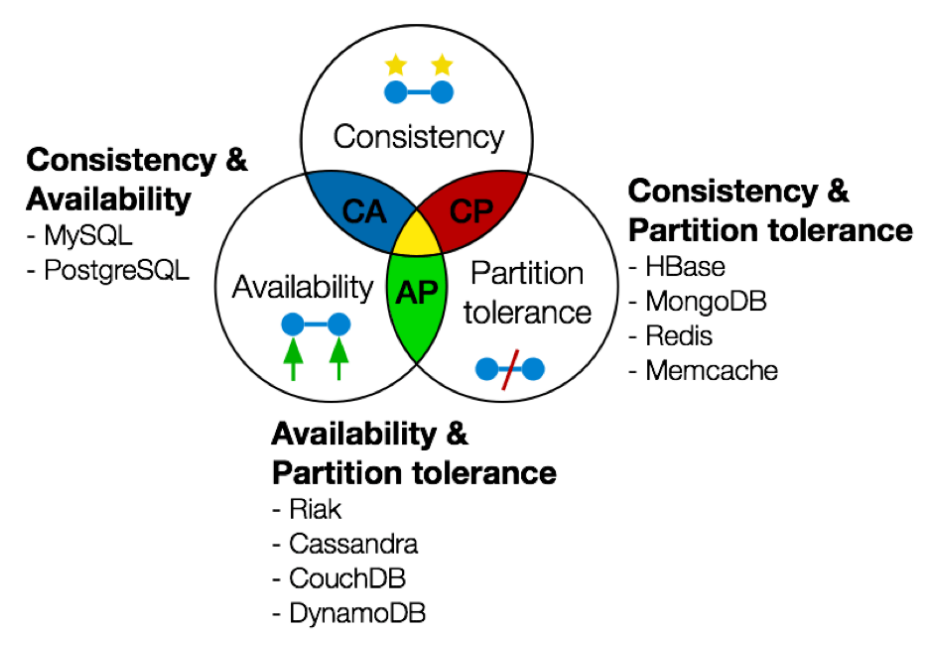 Consistency
Consistency &
Availability
- MySQL
- PostgreSQL
CA
CP
Consistency &
Partition tolerance
- HBase
- MongoDB
- Redis
- Memcache
Availability
AP
Partition
tolerance
Availability &
Partition tolerance
- Riak
- Cassandra
- CouchDB
- DynamoDB